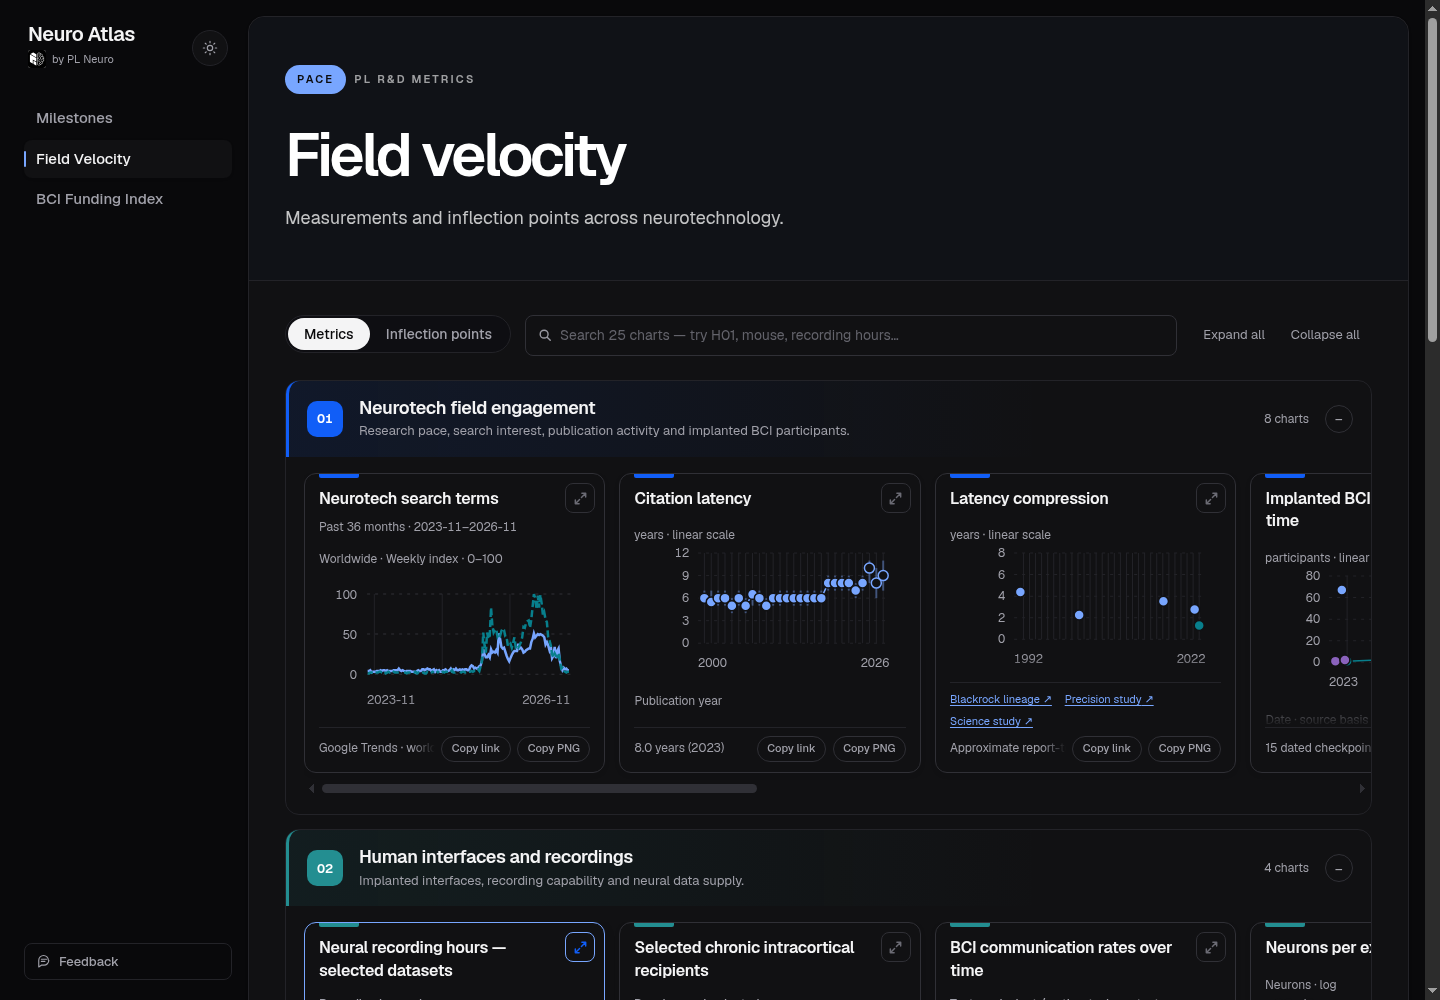 Neuro Atlas
by PL Neuro
Milestones
Field Velocity
BCI Funding Index
Feedback
PACE PL R&D METRICS
Field velocity
Measurements and inflection points across neurotechnology.
Metrics Inflection points
Search 25 charts — try H01, mouse, recording hours…
Expand all Collapse all
01
Neurotech field engagement
Research pace, search interest, publication activity and implanted BCI participants.
8 charts –
Neurotech search terms
Past 36 months · 2023-11–2026-11
Worldwide · Weekly index · 0–100
100
50
0
2023-11 2026-11
Google Trends · worl
Copy link Copy PNG
Citation latency
years · linear scale
12
9
6
3
0
2000 2026
Publication year
8.0 years (2023)
Copy link Copy PNG
Latency compression
years · linear scale
8
6
4
2
0
1992 2022
Blackrock lineage ↗ Precision study ↗
Science study ↗
Approximate report-t
Copy link Copy PNG
Implanted BCI
time
participants · linear
80
60
40
20
0
2023
Date · source basis
15 dated checkpoin
02
Human interfaces and recordings
Implanted interfaces, recording capability and neural data supply.
4 charts –
Neural recording hours —
selected datasets
Selected chronic intracortical
recipients
BCI communication rates over
time
Neurons per e
Neurons · log